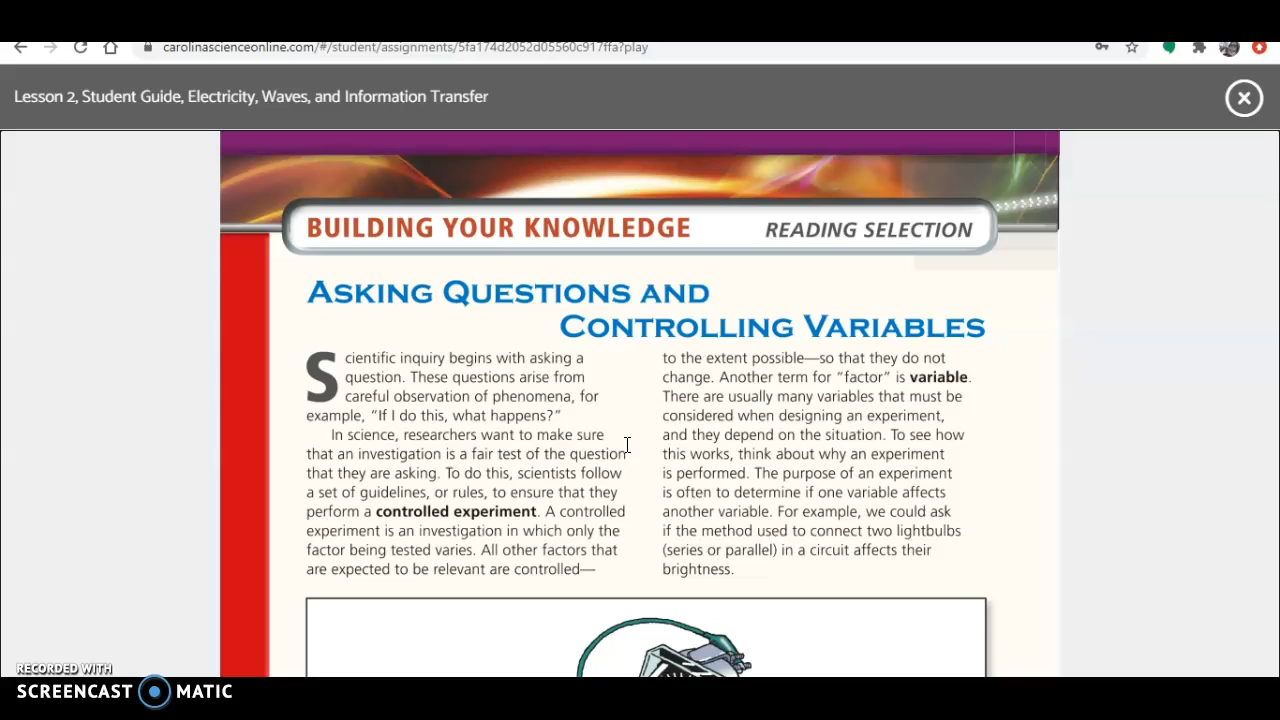 carolinascienceonline.com/#/student/assignments/5fa174d2052d05560c917ffa?play
Lesson 2, Student Guide, Electricity, Waves, and Information Transfer
BUILDING YOUR KNOWLEDGE READING SELECTION
ASKING QUESTIONS AND
CONTROLLING VARIABLES
Scientific inquiry begins with asking a
question. These questions arise from
careful observation of phenomena, for
example, “If I do this, what happens?”
In science, researchers want to make sure
that an investigation is a fair test of the question
that they are asking. To do this, scientists follow
a set of guidelines, or rules, to ensure that they
perform a controlled experiment. A controlled
experiment is an investigation in which only the
factor being tested varies. All other factors that
are expected to be relevant are controlled—
to the extent possible—so that they do not
change. Another term for “factor” is variable.
There are usually many variables that must be
considered when designing an experiment,
and they depend on the situation. To see how
this works, think about why an experiment
is performed. The purpose of an experiment
is often to determine if one variable affects
another variable. For example, we could ask
if the method used to connect two lightbulbs
(series or parallel) in a circuit affects their
brightness.
RECORDED WITH
SCREENCAST MATIC